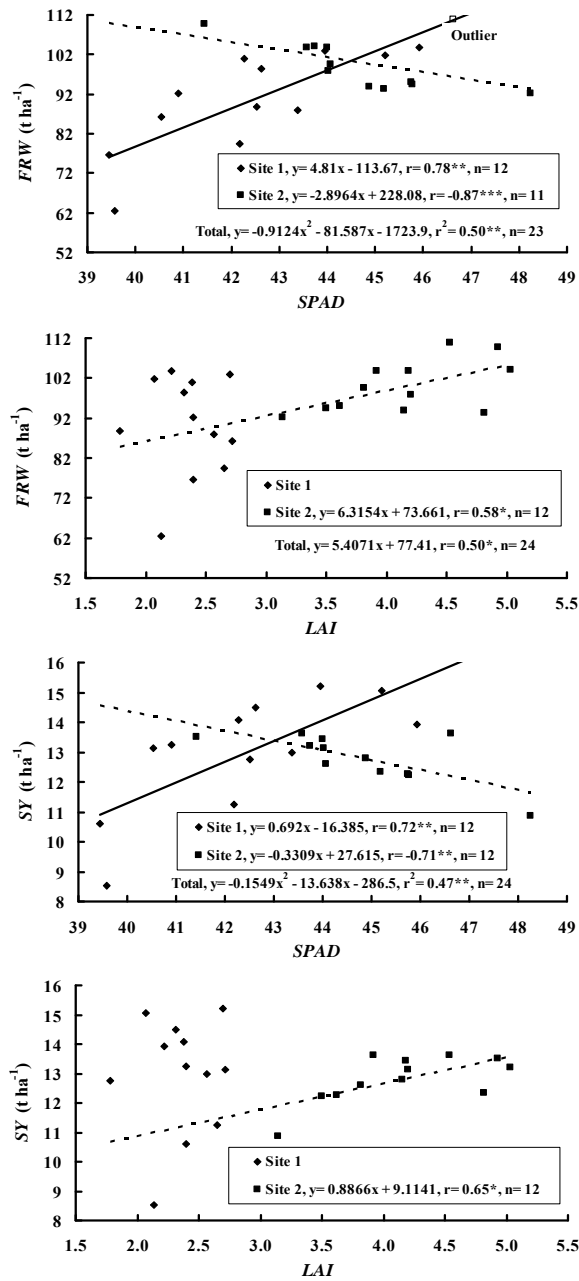 112
102
92
82
72
62
52
FRW (t ha⁻¹)
Outlier
Site 1, y= 4.81x - 113.67, r= 0.78**, n= 12
Site 2, y= -2.8964x + 228.08, r= -0.87***, n= 11
Total, y= -0.9124x² - 81.587x - 1723.9, r² = 0.50**, n= 23
39 40 41 42 43 44 45 46 47 48 49
SPAD
112
102
92
82
72
62
52
FRW (t ha⁻¹)
Site 1
Site 2, y= 6.3154x + 73.661, r= 0.58*, n= 12
Total, y= 5.4071x + 77.41, r= 0.50*, n= 24
1.5 2.0 2.5 3.0 3.5 4.0 4.5 5.0 5.5
LAI
16
15
14
13
12
11
10
9
8
SY (t ha⁻¹)
Site 1, y= 0.692x - 16.385, r= 0.72**, n= 12
Site 2, y= -0.3309x + 27.615, r= -0.71**, n= 12
Total, y= -0.1549x² - 13.638x - 286.5, r² = 0.47**, n= 24
39 40 41 42 43 44 45 46 47 48 49
SPAD
16
15
14
13
12
11
10
9
8
SY (t ha⁻¹)
Site 1
Site 2, y= 0.8866x + 9.1141, r= 0.65*, n= 12
1.5 2.0 2.5 3.0 3.5 4.0 4.5 5.0 5.5
LAI